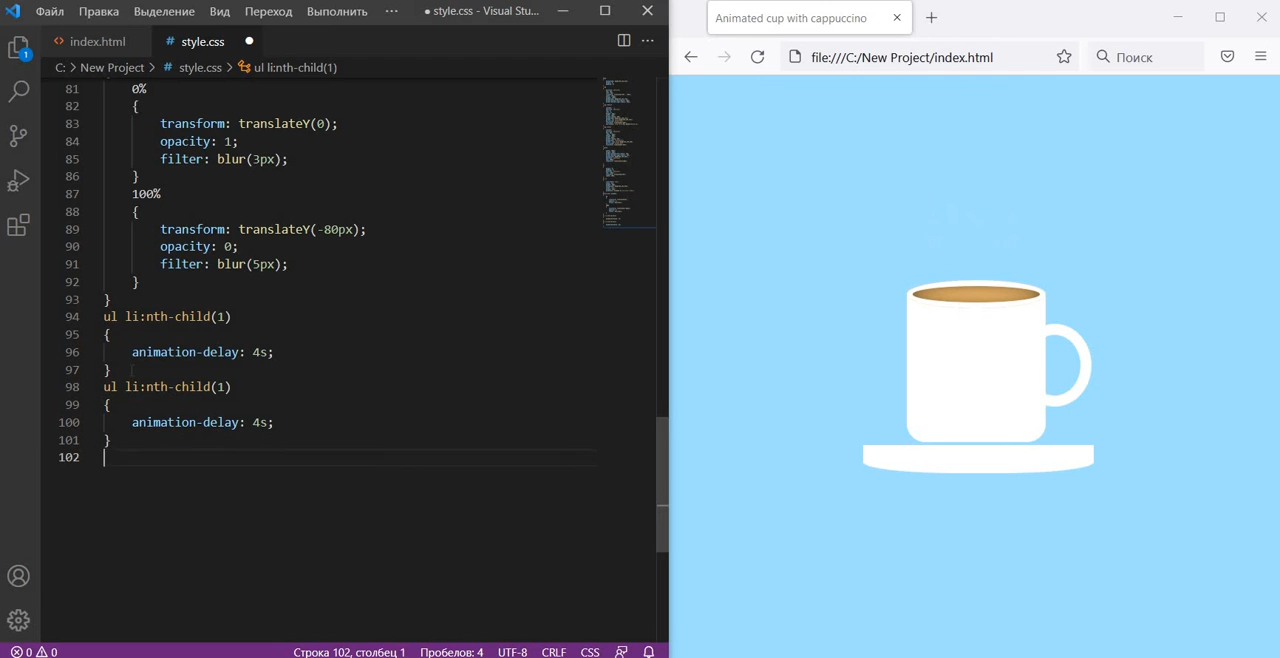 Файл Правка Выделение Вид Переход Выполнить ··· ● style.css - Visual Stu...
Animated cup with cappuccino
index.html # style.css
file:///C:/New Project/index.html
Поиск
1
C: > New Project > # style.css > ul li:nth-child(1)
81 0%
82 {
83 transform: translateY(0);
84 opacity: 1;
85 filter: blur(3px);
86 }
87 100%
88 {
89 transform: translateY(-80px);
90 opacity: 0;
91 filter: blur(5px);
92 }
93 }
94 ul li:nth-child(1)
95 {
96 animation-delay: 4s;
97 }
98 ul li:nth-child(1)
99 {
100 animation-delay: 4s;
101 }
102
0 0 Строка 102, столбец 1 Пробелов: 4 UTF-8 CRLF CSS